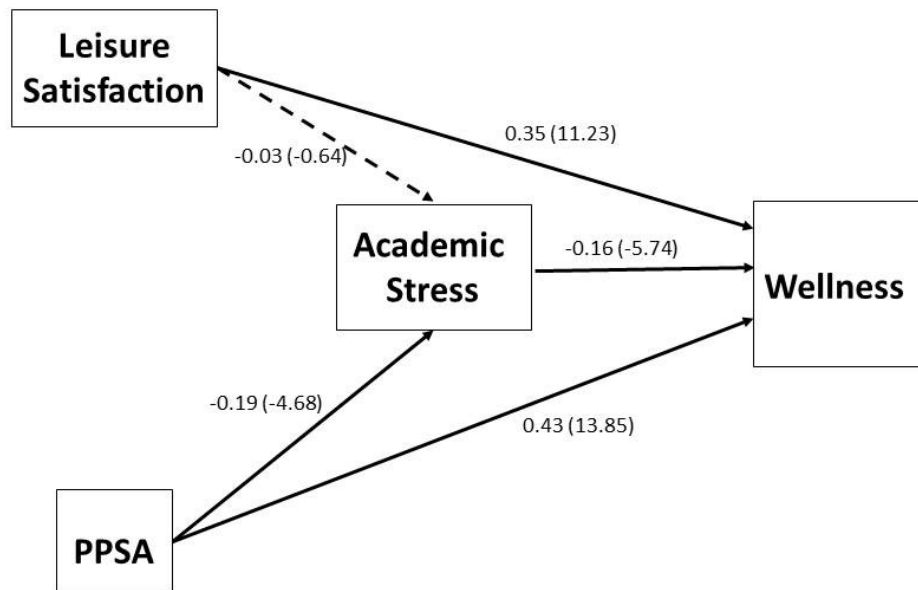 Leisure
Satisfaction
0.35 (11.23)
-0.03 (-0.64)
Academic
Stress
-0.16 (-5.74)
Wellness
-0.19 (-4.68)
0.43 (13.85)
PPSA